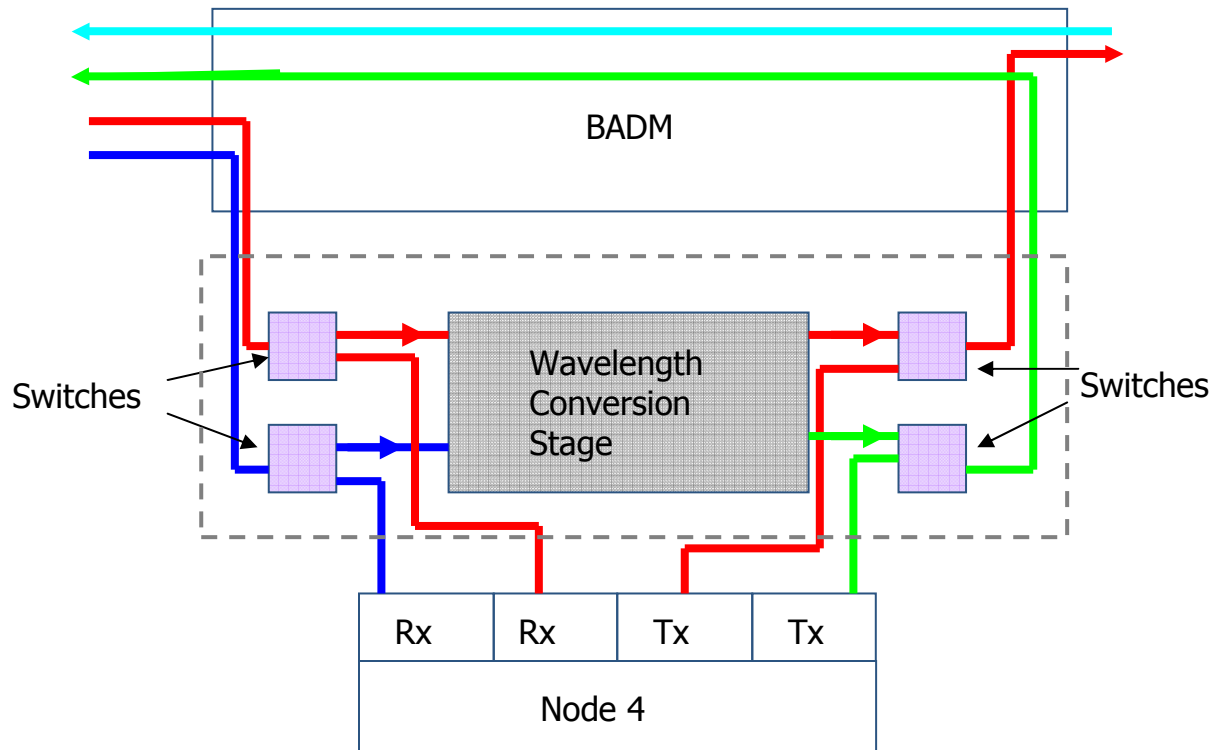 BADM
Switches
Wavelength
Conversion
Stage
Switches
Rx
Rx
Tx
Tx
Node 4